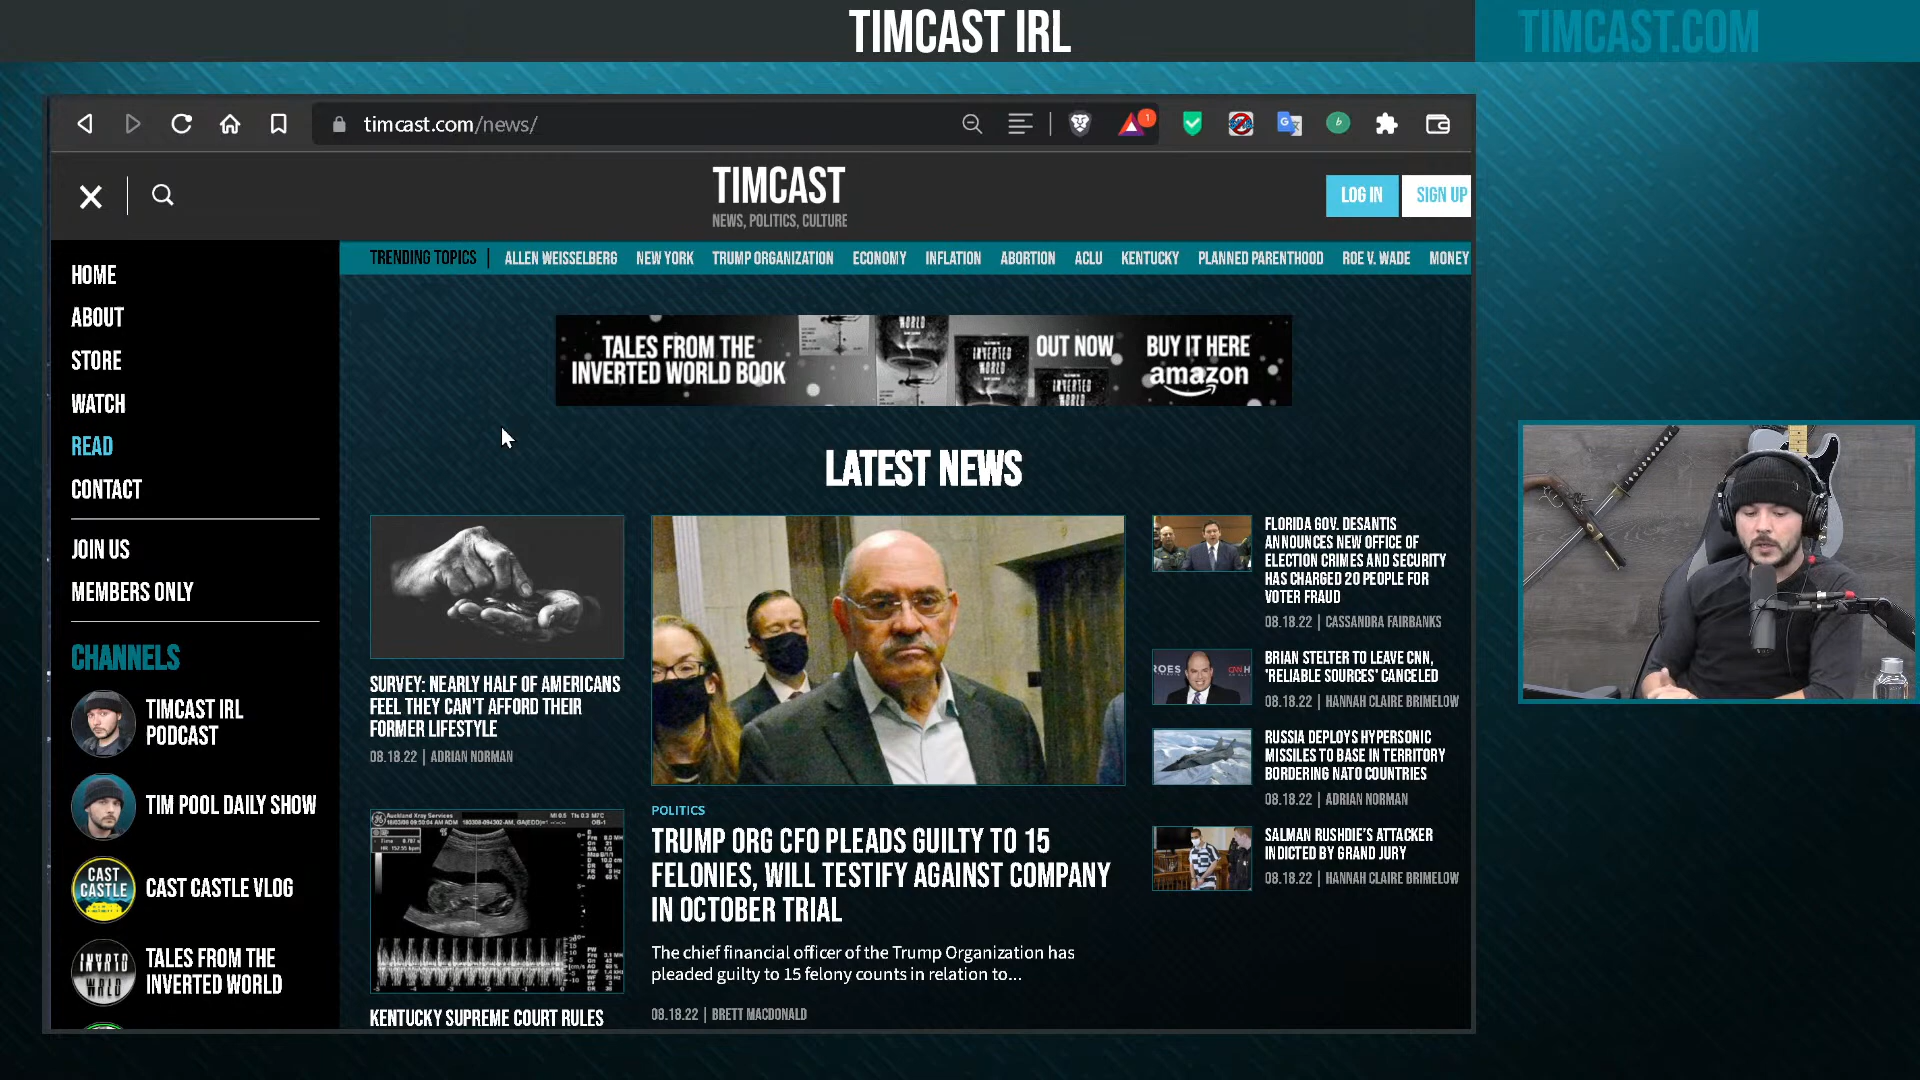 TIMCAST IRL
TIMCAST.COM
timcast.com/news/
1
b
TIMCAST
NEWS, POLITICS, CULTURE
LOG IN
SIGN UP
HOME
ABOUT
STORE
WATCH
READ
CONTACT
JOIN US
MEMBERS ONLY
CHANNELS
TIMCAST IRL
PODCAST
TIM POOL DAILY SHOW
CAST
CASTLE
CAST CASTLE VLOG
INVRTD
WRLD
TALES FROM THE
INVERTED WORLD
TRENDING TOPICS
ALLEN WEISSELBERG
NEW YORK
TRUMP ORGANIZATION
ECONOMY
INFLATION
ABORTION
ACLU
KENTUCKY
PLANNED PARENTHOOD
ROE V. WADE
MONEY
TALES FROM THE
INVERTED WORLD BOOK
OUT NOW
BUY IT HERE
amazon
LATEST NEWS
SURVEY: NEARLY HALF OF AMERICANS
FEEL THEY CAN'T AFFORD THEIR
FORMER LIFESTYLE
08.18.22 | ADRIAN NORMAN
Auckland Xray Services
KENTUCKY SUPREME COURT RULES
POLITICS
TRUMP ORG CFO PLEADS GUILTY TO 15
FELONIES, WILL TESTIFY AGAINST COMPANY
IN OCTOBER TRIAL
The chief financial officer of the Trump Organization has
pleaded guilty to 15 felony counts in relation to...
08.18.22 | BRETT MACDONALD
FLORIDA GOV. DESANTIS
ANNOUNCES NEW OFFICE OF
ELECTION CRIMES AND SECURITY
HAS CHARGED 20 PEOPLE FOR
VOTER FRAUD
08.18.22 | CASSANDRA FAIRBANKS
BRIAN STELTER TO LEAVE CNN,
'RELIABLE SOURCES' CANCELED
08.18.22 | HANNAH CLAIRE BRIMELOW
RUSSIA DEPLOYS HYPERSONIC
MISSILES TO BASE IN TERRITORY
BORDERING NATO COUNTRIES
08.18.22 | ADRIAN NORMAN
SALMAN RUSHDIE'S ATTACKER
INDICTED BY GRAND JURY
08.18.22 | HANNAH CLAIRE BRIMELOW